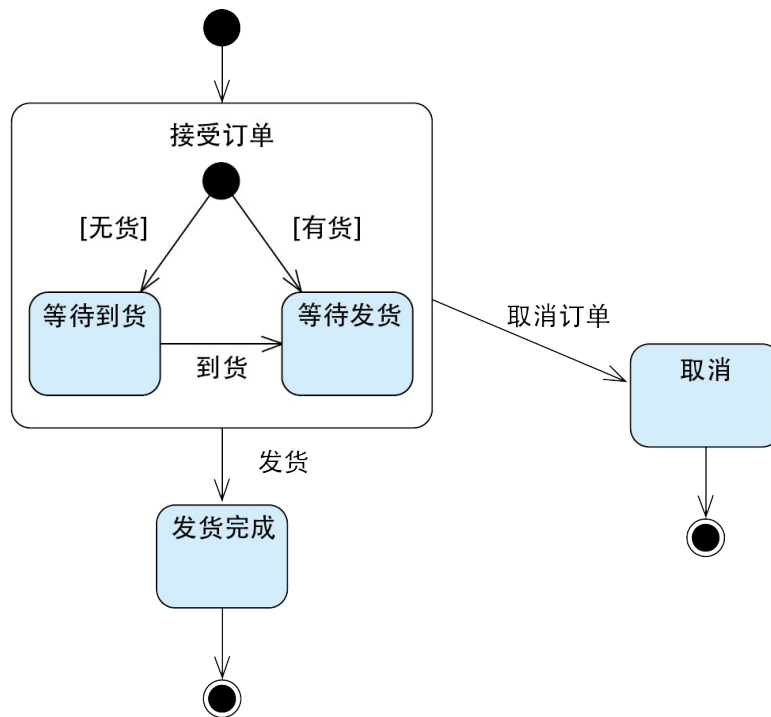 接受订单
[无货]
[有货]
等待到货
等待发货
到货
取消订单
取消
发货
发货完成